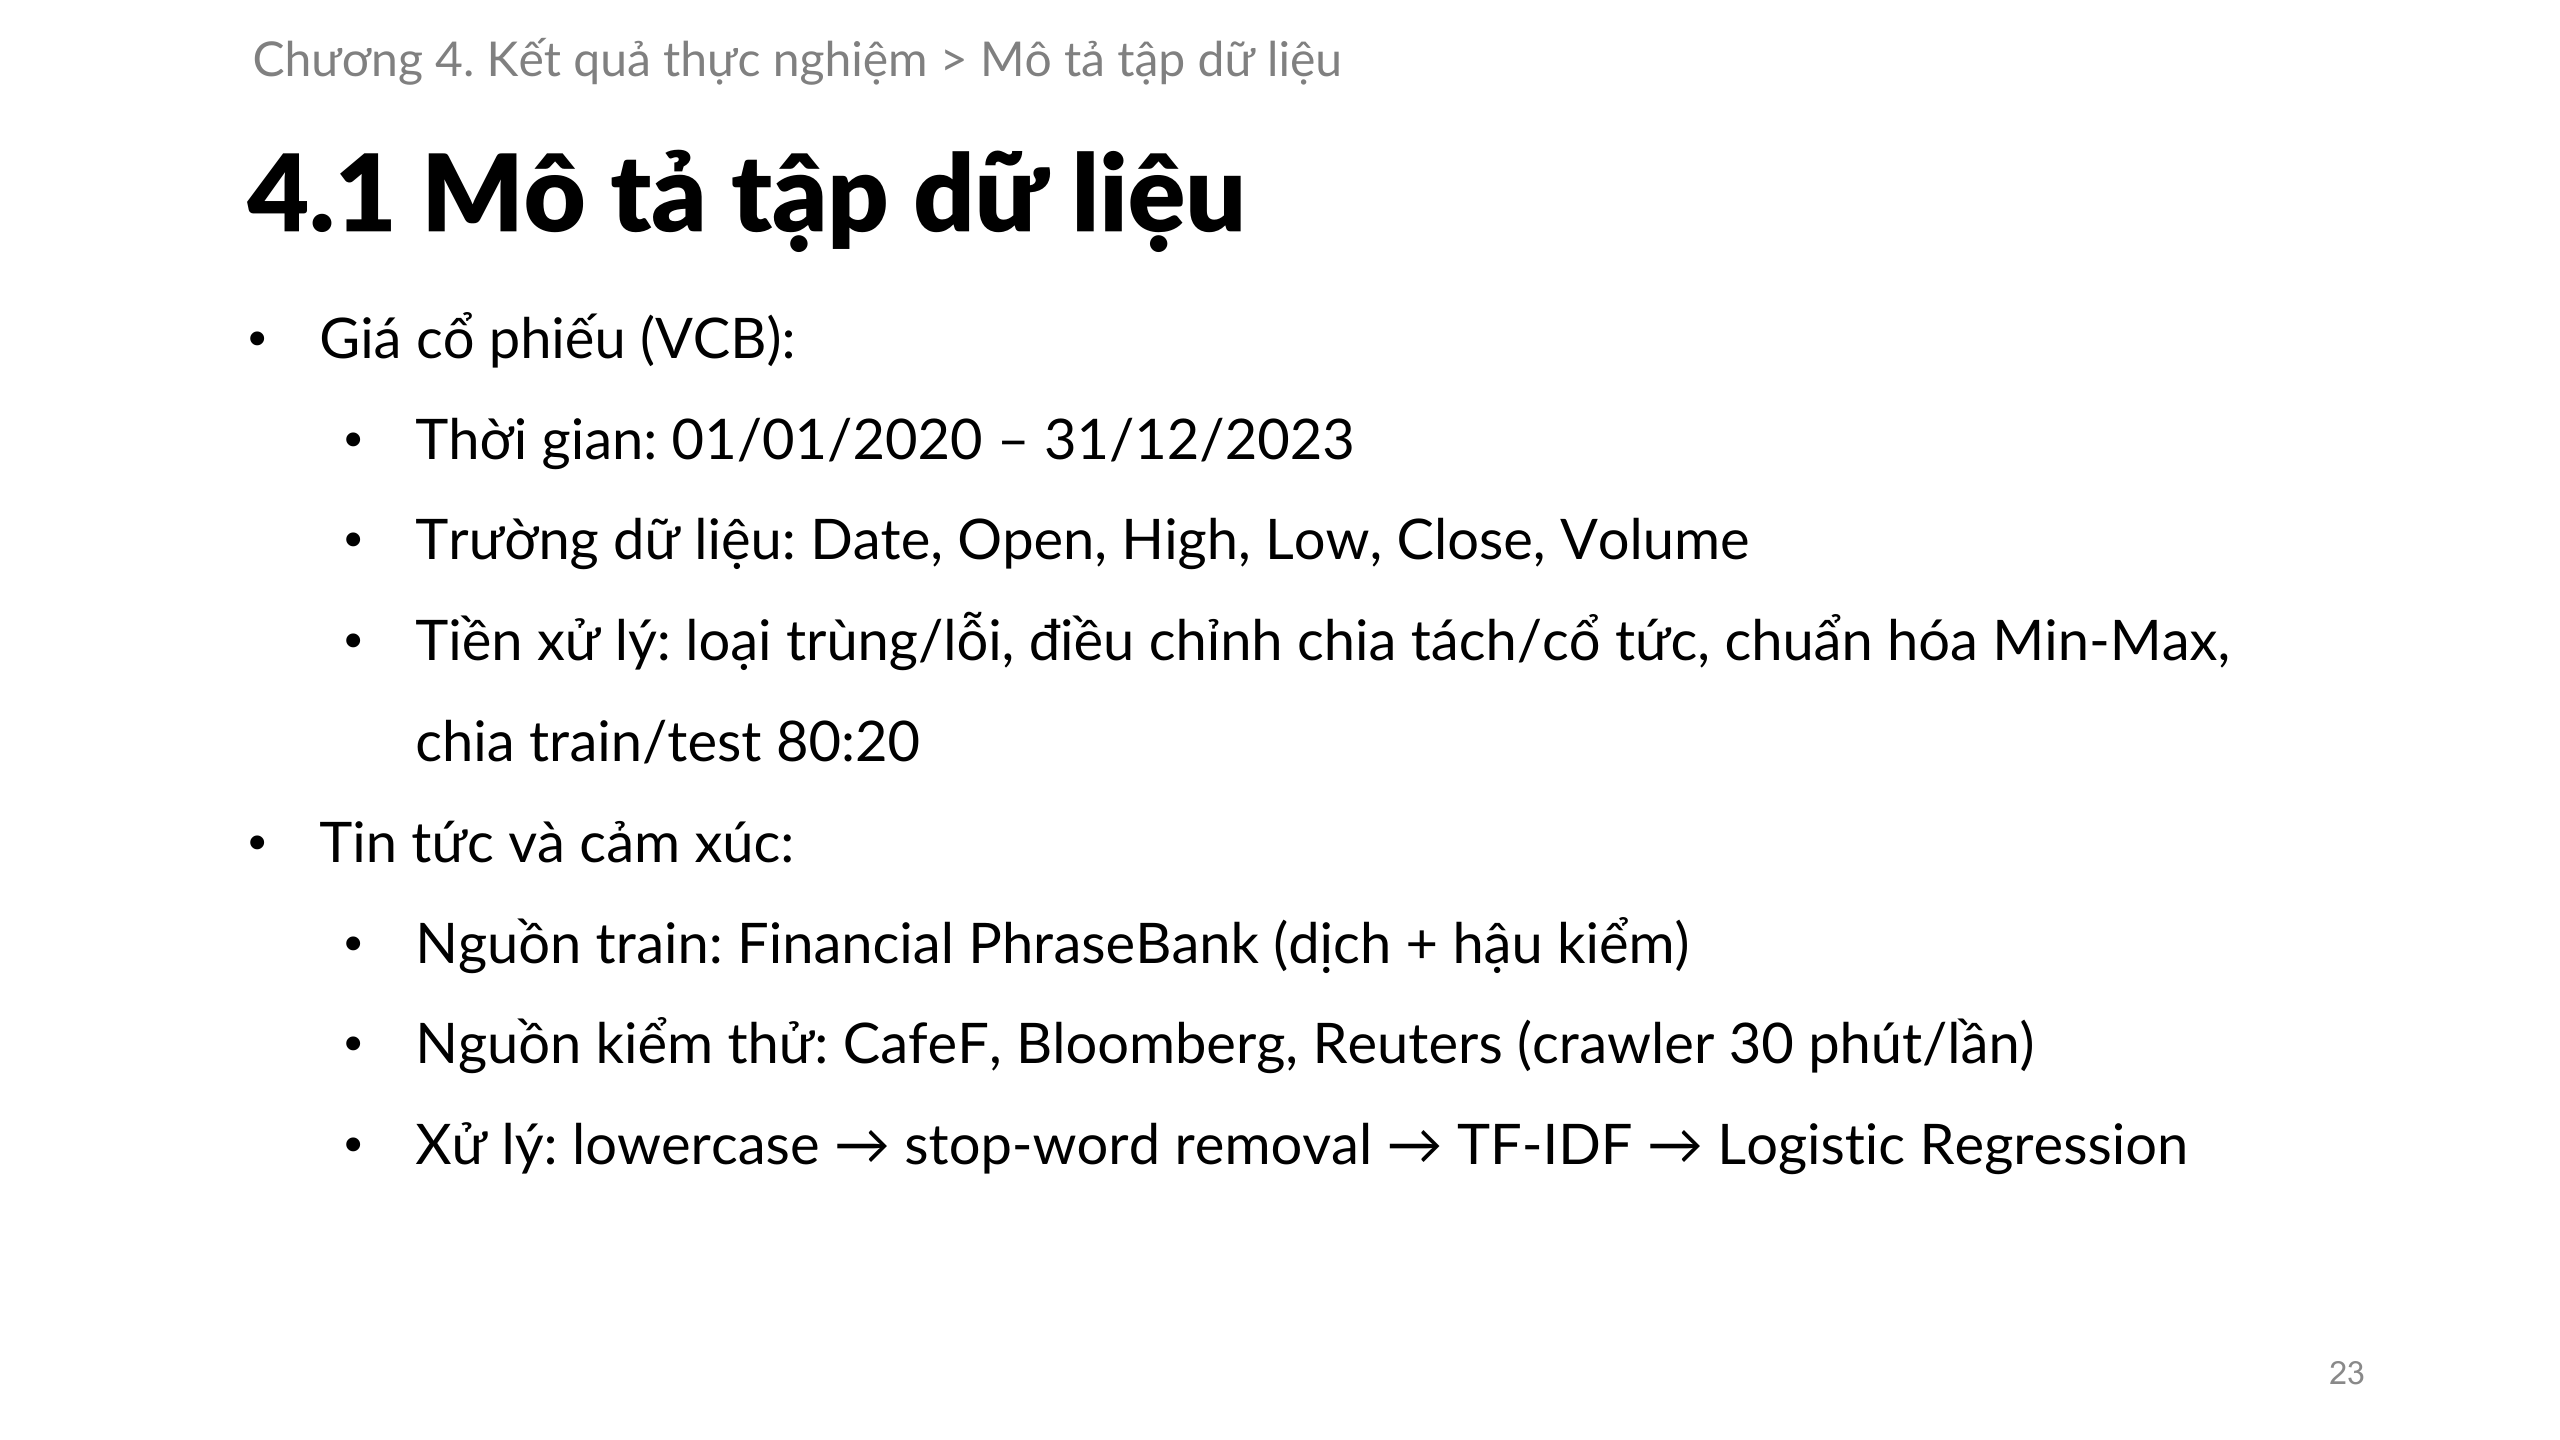 Chương 4. Kết quả thực nghiệm > Mô tả tập dữ liệu
4.1 Mô tả tập dữ liệu
• Giá cổ phiếu (VCB):
• Thời gian: 01/01/2020 – 31/12/2023
• Trường dữ liệu: Date, Open, High, Low, Close, Volume
• Tiền xử lý: loại trùng/lỗi, điều chỉnh chia tách/cổ tức, chuẩn hóa Min-Max,
chia train/test 80:20
• Tin tức và cảm xúc:
• Nguồn train: Financial PhraseBank (dịch + hậu kiểm)
• Nguồn kiểm thử: CafeF, Bloomberg, Reuters (crawler 30 phút/lần)
• Xử lý: lowercase → stop-word removal → TF-IDF → Logistic Regression
23